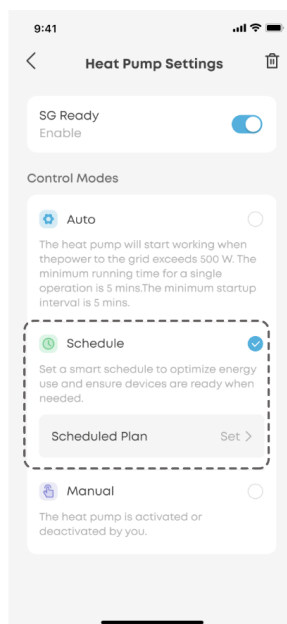 9:41
Heat Pump Settings
SG Ready
Enable
Control Modes
Auto
The heat pump will start working when
thepower to the grid exceeds 500 W. The
minimum running time for a single
operation is 5 mins.The minimum startup
interval is 5 mins.
Schedule
Set a smart schedule to optimize energy
use and ensure devices are ready when
needed.
Scheduled Plan Set >
Manual
The heat pump is activated or
deactivated by you.